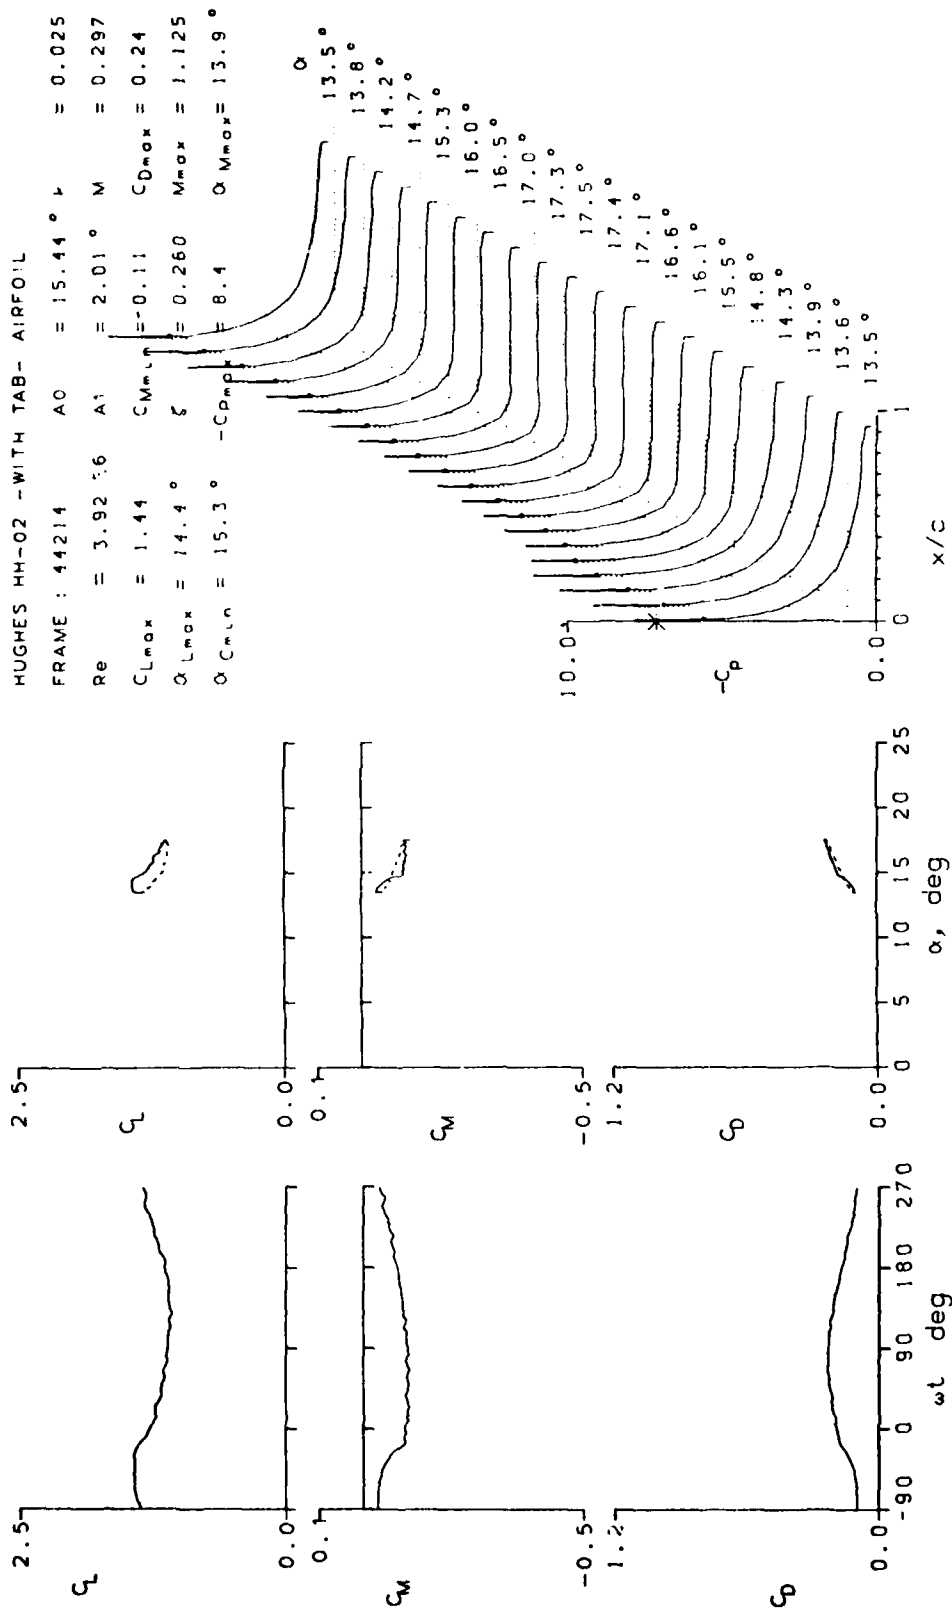 HUGHES HH-02 -WITH TAB- AIRFOIL
FRAME : 44214 A0 = 15.44 ° = 0.025
Re = 3.92 A1 = 2.01 ° M = 0.297
CLmax = 1.44 CMmin =-0.11 CDmax = 0.24
αLmax = 14.4 ° ζ = 0.260 Mmax = 1.125
αCmin = 15.3 ° -Cpmax = 8.4 αMmax = 13.9 °
α
13.5 °
13.8 °
14.2 °
14.7 °
15.3 °
16.0 °
16.5 °
17.0 °
17.3 °
17.5 °
17.4 °
17.1 °
16.6 °
16.1 °
15.5 °
14.8 °
14.3 °
13.9 °
13.6 °
13.5 °
10.0
-Cp
0.0
0 1
x/c
2.5
CL
0.0
0.1
CM
-0.5
1.2
CD
0.0
0 5 10 15 20 25
α, deg
2.5
CL
0.0
0.1
CM
-0.5
1.2
CD
0.0
-90 0 90 180 270
ωt deg